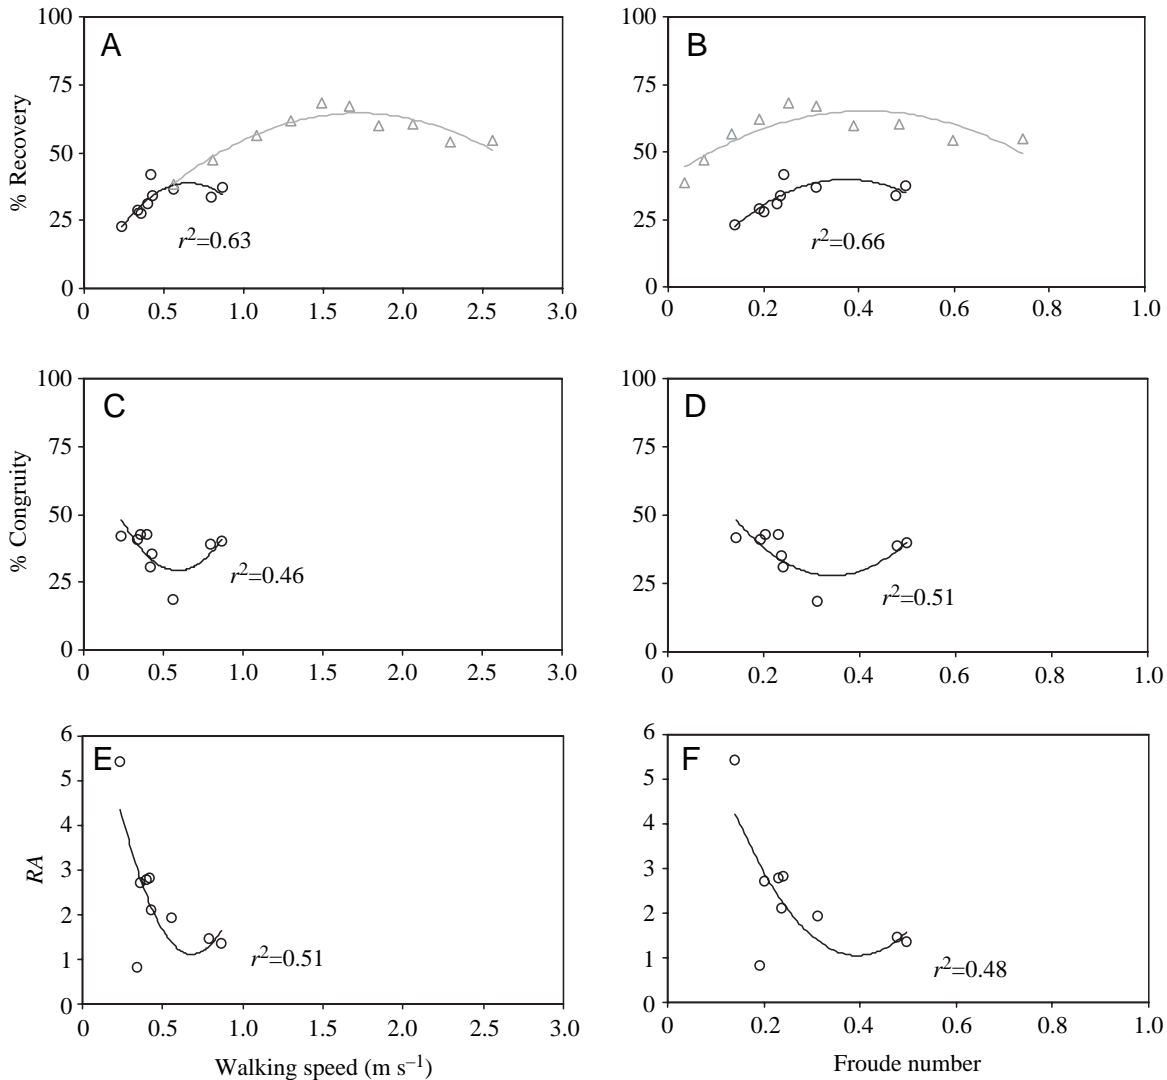 A
% Recovery
100
75
50
25
0
r²=0.63
0 0.5 1.0 1.5 2.0 2.5 3.0
B
100
75
50
25
0
r²=0.66
0 0.2 0.4 0.6 0.8 1.0
C
% Congruity
100
75
50
25
0
r²=0.46
0 0.5 1.0 1.5 2.0 2.5 3.0
D
100
75
50
25
0
r²=0.51
0 0.2 0.4 0.6 0.8 1.0
E
RA
6
5
4
3
2
1
0
r²=0.51
0 0.5 1.0 1.5 2.0 2.5 3.0
Walking speed (m s⁻¹)
F
6
5
4
3
2
1
0
r²=0.48
0 0.2 0.4 0.6 0.8 1.0
Froude number